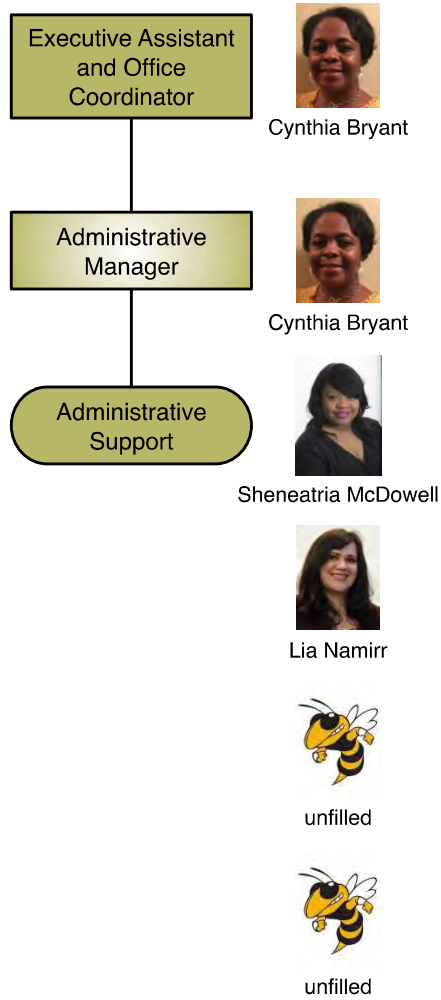 Executive Assistant
and Office
Coordinator
Cynthia Bryant
Administrative
Manager
Cynthia Bryant
Administrative
Support
Sheneatria McDowell
Lia Namirr
unfilled
unfilled